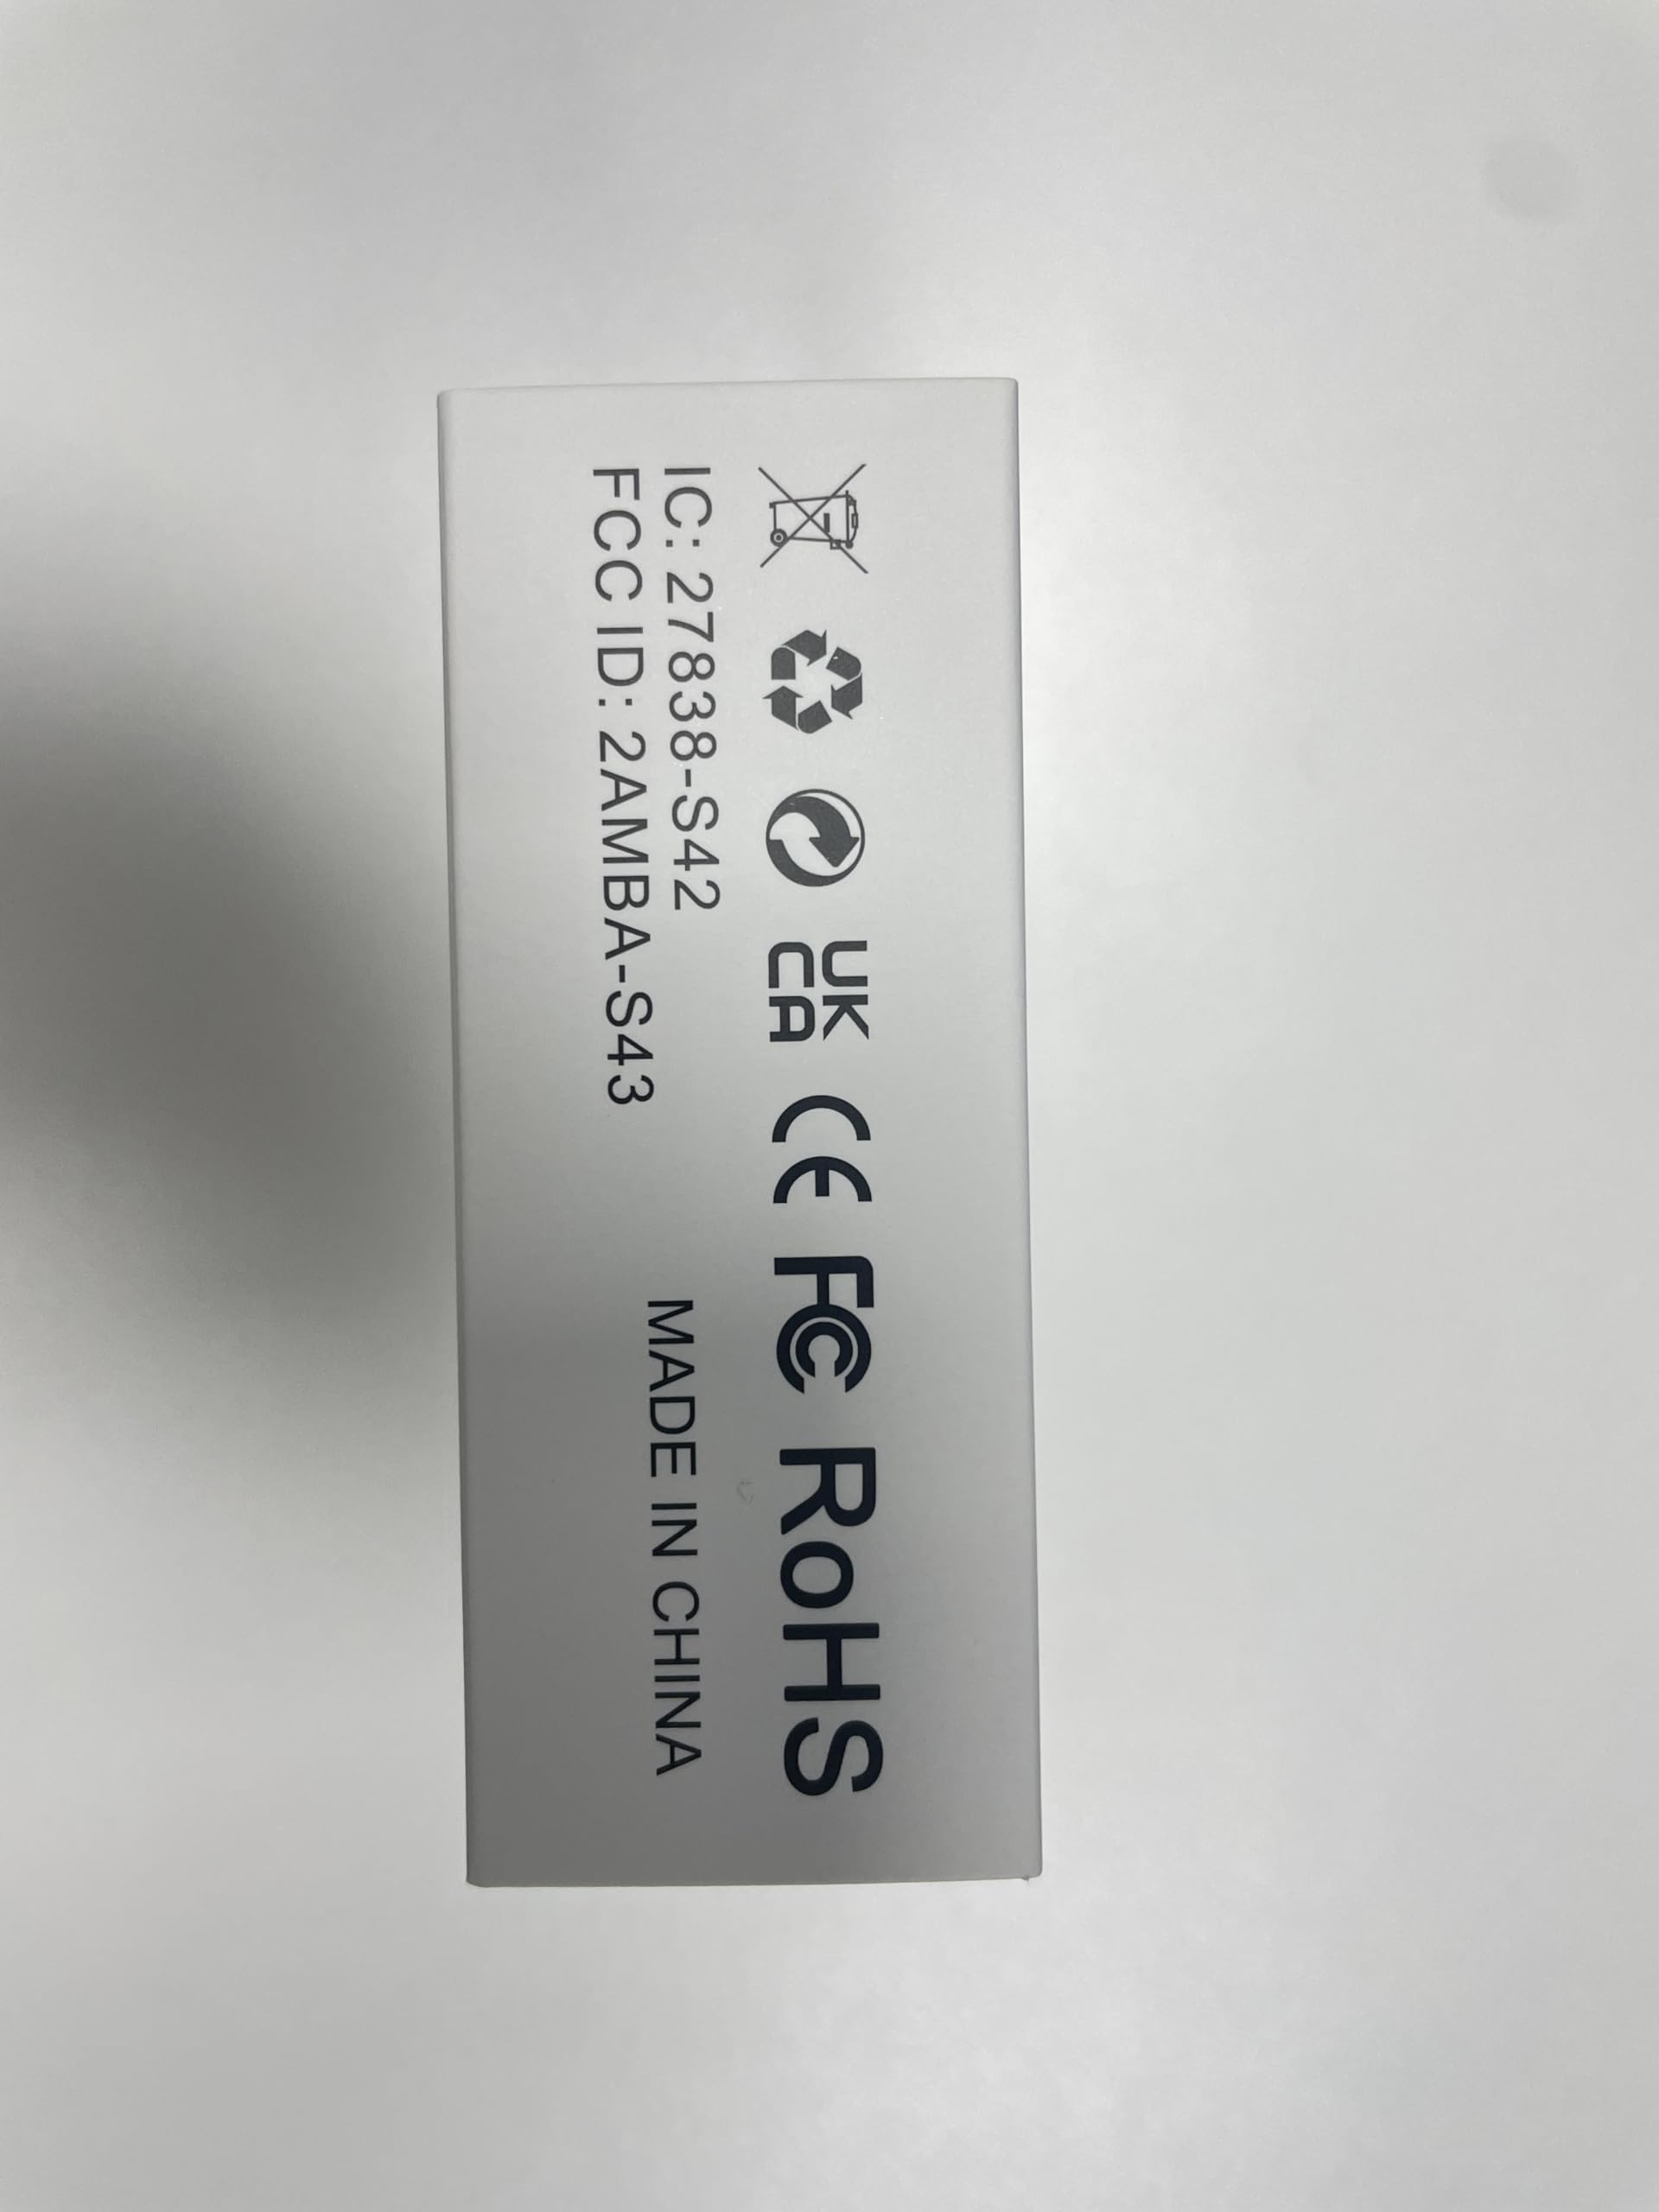 UK
CA CE FC RoHS
IC: 27838-S42
FCC ID: 2AMBA-S43
MADE IN CHINA